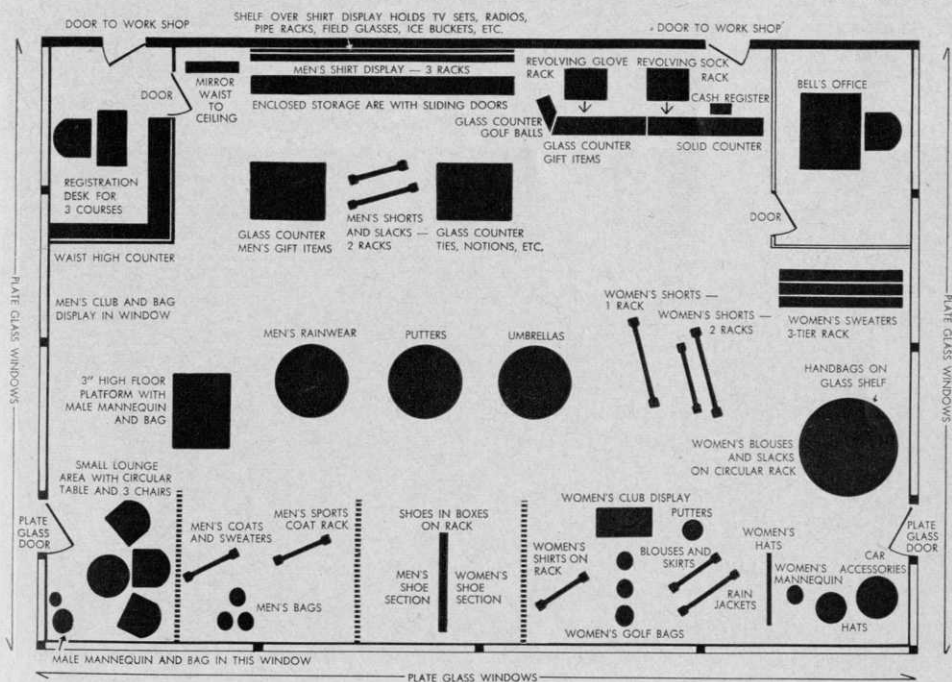 DOOR TO WORK SHOP
SHELF OVER SHIRT DISPLAY HOLDS TV SETS, RADIOS,
PIPE RACKS, FIELD GLASSES, ICE BUCKETS, ETC.
DOOR TO WORK SHOP
MIRROR
WAIST
TO
CEILING
DOOR
MEN'S SHIRT DISPLAY — 3 RACKS
ENCLOSED STORAGE ARE WITH SLIDING DOORS
REVOLVING GLOVE
RACK
REVOLVING SOCK
RACK
CASH REGISTER
GLASS COUNTER
GOLF BALLS
GLASS COUNTER
GIFT ITEMS
SOLID COUNTER
BELL'S OFFICE
DOOR
REGISTRATION
DESK FOR
3 COURSES
WAIST HIGH COUNTER
GLASS COUNTER
MEN'S GIFT ITEMS
MEN'S SHORTS
AND SLACKS —
2 RACKS
GLASS COUNTER
TIES, NOTIONS, ETC.
PLATE GLASS WINDOWS
MEN'S CLUB AND BAG
DISPLAY IN WINDOW
WOMEN'S SHORTS —
1 RACK
WOMEN'S SHORTS —
2 RACKS
WOMEN'S SWEATERS
3-TIER RACK
PLATE GLASS WINDOWS
MEN'S RAINWEAR
PUTTERS
UMBRELLAS
HANDBAGS ON
GLASS SHELF
3" HIGH FLOOR
PLATFORM WITH
MALE MANNEQUIN
AND BAG
WOMEN'S BLOUSES
AND SLACKS
ON CIRCULAR RACK
SMALL LOUNGE
AREA WITH CIRCULAR
TABLE AND 3 CHAIRS
PLATE
GLASS
DOOR
MEN'S COATS
AND SWEATERS
MEN'S SPORTS
COAT RACK
SHOES IN BOXES
ON RACK
WOMEN'S CLUB DISPLAY
PUTTERS
WOMEN'S
HATS
PLATE
GLASS
DOOR
MEN'S
SHOE
SECTION
WOMEN'S
SHOE
SECTION
WOMEN'S
SHIRTS ON
RACK
BLOUSES AND
SKIRTS
RAIN
JACKETS
WOMEN'S
MANNEQUIN
CAR
ACCESSORIES
HATS
MEN'S BAGS
WOMEN'S GOLF BAGS
MALE MANNEQUIN AND BAG IN THIS WINDOW
PLATE GLASS WINDOWS